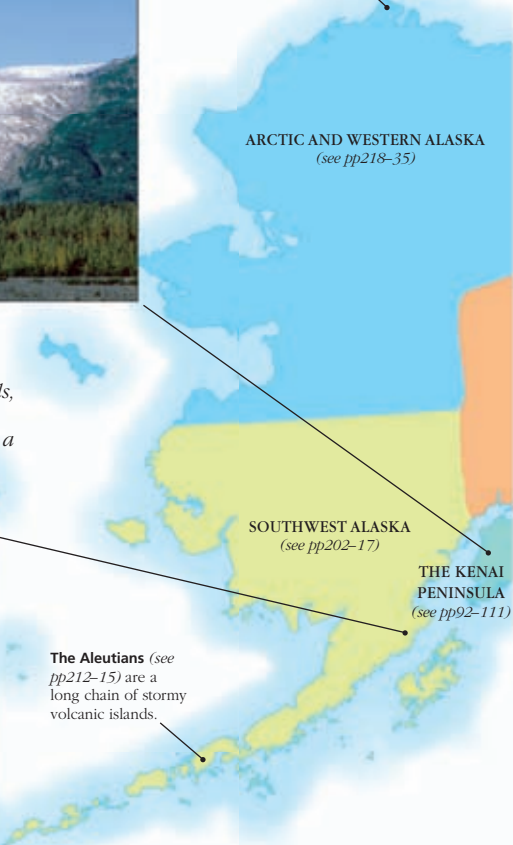 ARCTIC AND WESTERN ALASKA
(see pp218–35)
ls,
a
SOUTHWEST ALASKA
(see pp202–17)
THE KENAI
PENINSULA
(see pp92–111)
The Aleutians (see
pp212–15) are a
long chain of stormy
volcanic islands.